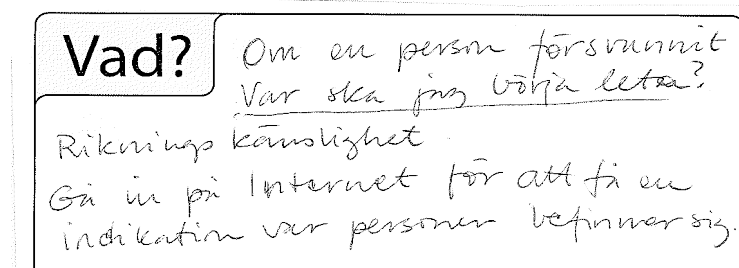 Vad?
Om en person försvunnit
Var ska jag börja leta?
Riknings känslighet.
Gå in på Internet för att få en
indikation var personen befinner sig.